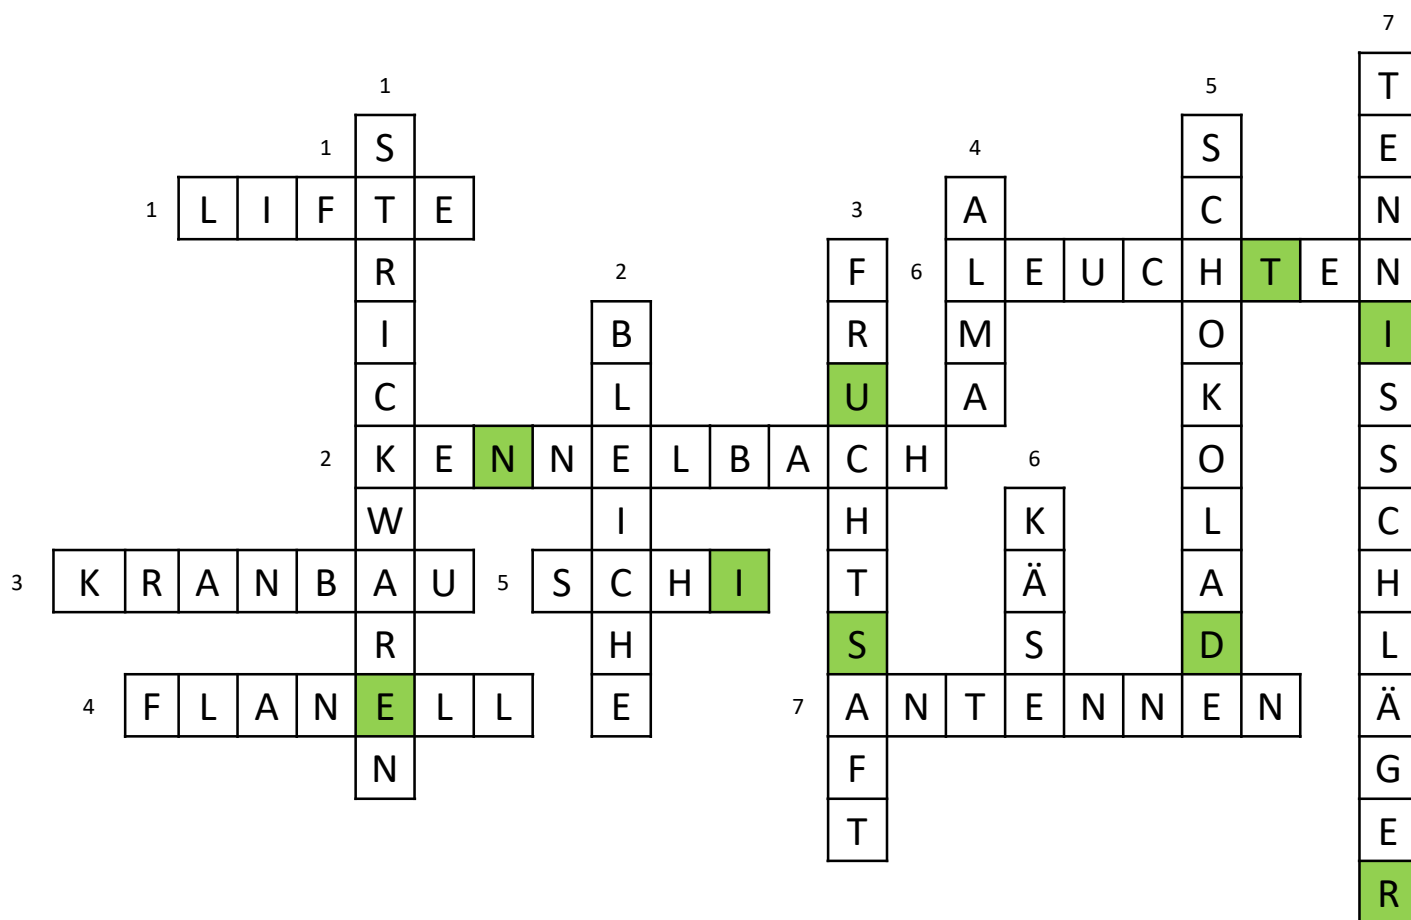 7
1 5 T
1 S 4 S E
1 L I F T E 3 A C N
R 2 F 6 L E U C H T E N
I B R M O I
C L U A K S
2 K E N N E L B A C H 6 O S
W I H K L C
3 K R A N B A U 5 S C H I T Ä A H
R H S S D L
4 F L A N E L L E 7 A N T E N N E N Ä
N F G
T E
R